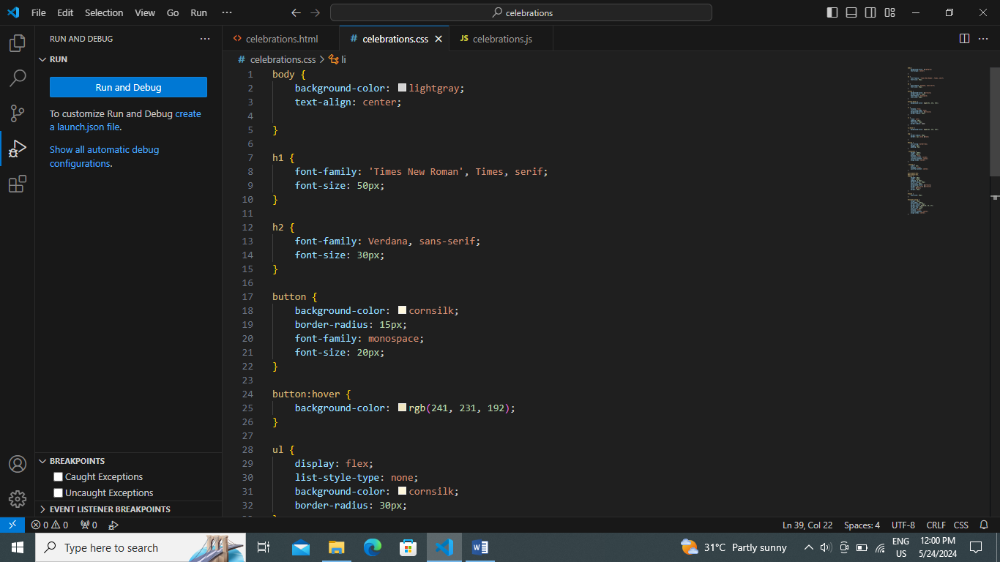 File Edit Selection View Go Run ··· celebrations
RUN AND DEBUG ···
RUN
Run and Debug
To customize Run and Debug create
a launch.json file.
Show all automatic debug
configurations.
BREAKPOINTS
Caught Exceptions
Uncaught Exceptions
EVENT LISTENER BREAKPOINTS
<> celebrations.html # celebrations.css × JS celebrations.js
# celebrations.css > li
1 body {
2 background-color: lightgray;
3 text-align: center;
4
5 }
6
7 h1 {
8 font-family: 'Times New Roman', Times, serif;
9 font-size: 50px;
10 }
11
12 h2 {
13 font-family: Verdana, sans-serif;
14 font-size: 30px;
15 }
16
17 button {
18 background-color: cornsilk;
19 border-radius: 15px;
20 font-family: monospace;
21 font-size: 20px;
22 }
23
24 button:hover {
25 background-color: rgb(241, 231, 192);
26 }
27
28 ul {
29 display: flex;
30 list-style-type: none;
31 background-color: cornsilk;
32 border-radius: 30px;
0 0 0 Ln 39, Col 22 Spaces: 4 UTF-8 CRLF CSS
Type here to search 31°C Partly sunny ENG US 12:00 PM 5/24/2024